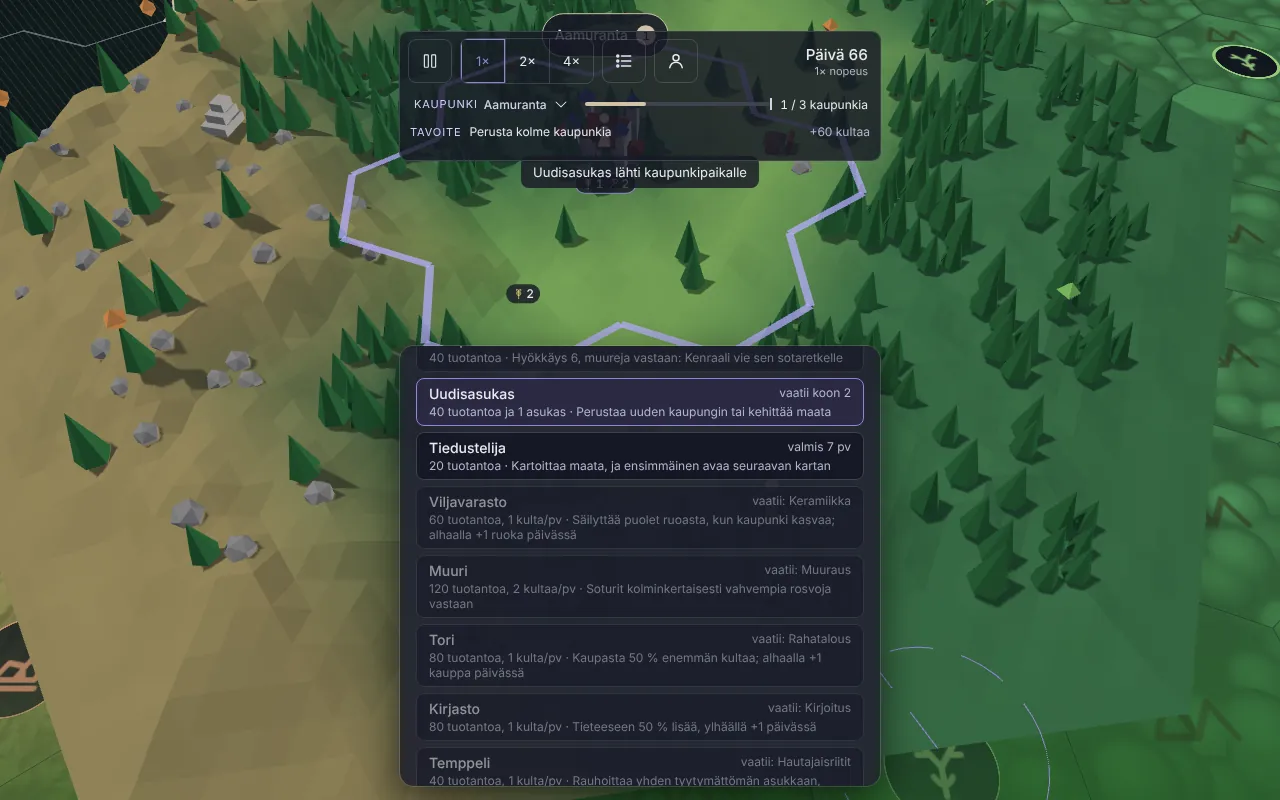 Aamuranta 1
1× 2× 4×
Päivä 66
1× nopeus
KAUPUNKI Aamuranta 1 / 3 kaupunkia
TAVOITE Perusta kolme kaupunkia +60 kultaa
Uudisasukas lähti kaupunkipaikalle
1 2
2
40 tuotantoa · Hyökkäys 6, muureja vastaan: Kenraali vie sen sotaretkelle
Uudisasukas vaatii koon 2
40 tuotantoa ja 1 asukas · Perustaa uuden kaupungin tai kehittää maata
Tiedustelija valmis 7 pv
20 tuotantoa · Kartoittaa maata, ja ensimmäinen avaa seuraavan kartan
Viljavarasto vaatii: Keramiikka
60 tuotantoa, 1 kulta/pv · Säilyttää puolet ruoasta, kun kaupunki kasvaa;
alhaalla +1 ruoka päivässä
Muuri vaatii: Muuraus
120 tuotantoa, 2 kultaa/pv · Soturit kolminkertaisesti vahvempia rosvoja
vastaan
Tori vaatii: Rahatalous
80 tuotantoa, 1 kulta/pv · Kaupasta 50 % enemmän kultaa; alhaalla +1
kauppa päivässä
Kirjasto vaatii: Kirjoitus
80 tuotantoa, 1 kulta/pv · Tieteeseen 50 % lisää, ylhäällä +1 päivässä
Temppeli vaatii: Hautajaisriitit
40 tuotantoa, 1 kulta/pv · Rauhoittaa yhden tyytymättömän asukkaan,